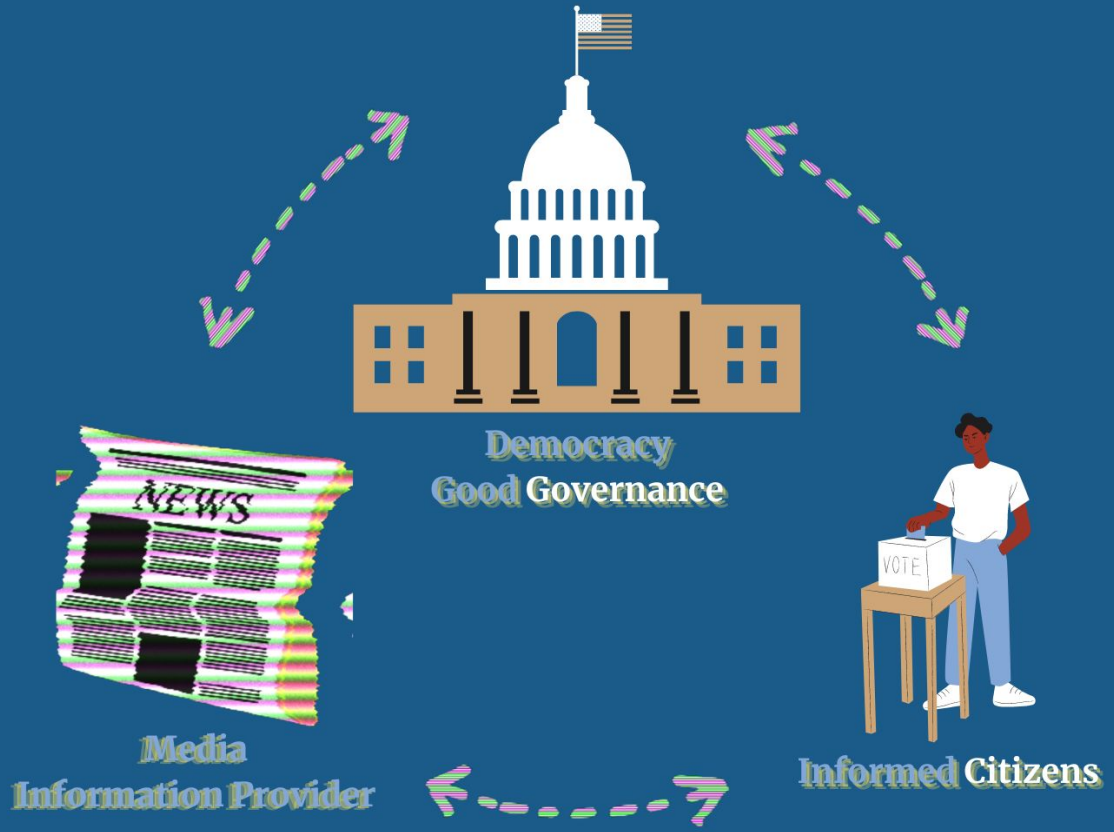 Democracy
Good Governance
NEWS
VOTE
Media
Information Provider
Informed Citizens